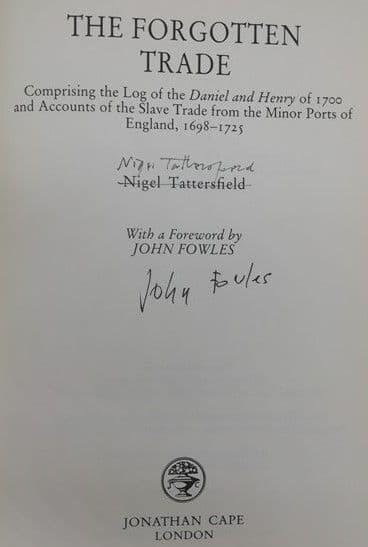 THE FORGOTTEN
TRADE
Comprising the Log of the Daniel and Henry of 1700
and Accounts of the Slave Trade from the Minor Ports of
England, 1698–1725
Nigel Tattersfield
Nigel Tattersfield
With a Foreword by
JOHN FOWLES
John Fowles
JONATHAN CAPE
LONDON